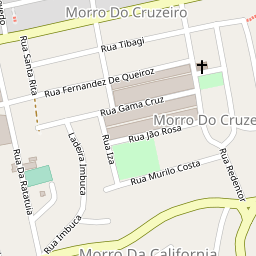 Morro Do Cruzeiro
Rua Tibagi
Rua Santa Rita
Rua Fernandez De Queiroz
Rua Gama Cruz
Morro Do Cruze
Rua Jão Rosa
Ladeira Imbuca
Rua Iza
Rua Murilo Costa
Rua Redentor
Rua Da Ratatuia
Rua Imbuca
Morro Da California